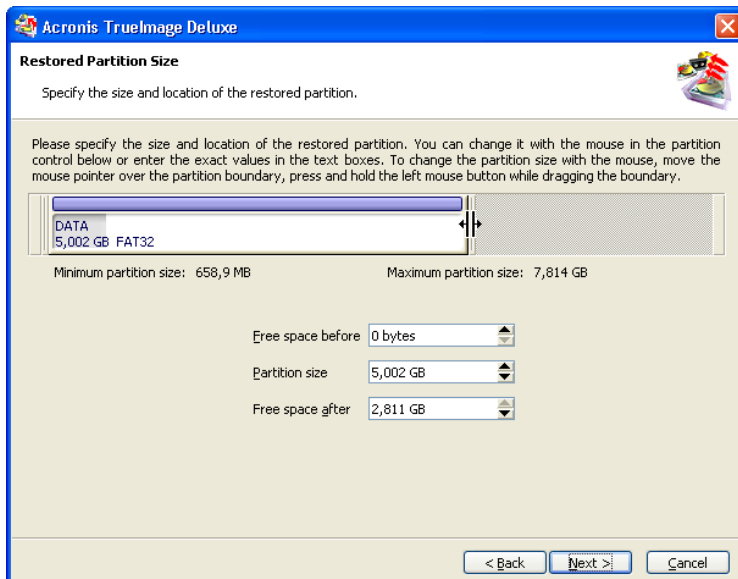 Acronis TrueImage Deluxe
Restored Partition Size
Specify the size and location of the restored partition.
Please specify the size and location of the restored partition. You can change it with the mouse in the partition
control below or enter the exact values in the text boxes. To change the partition size with the mouse, move the
mouse pointer over the partition boundary, press and hold the left mouse button while dragging the boundary.
DATA
5,002 GB FAT32
Minimum partition size: 658,9 MB Maximum partition size: 7,814 GB
Free space before 0 bytes
Partition size 5,002 GB
Free space after 2,811 GB
< Back Next > Cancel